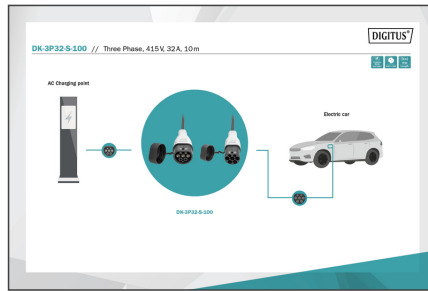 DIGITUS®
DK-3P32-S-100 // Three Phase, 415 V, 32 A, 10 m
AC Charging point
Electric car
DK-3P32-S-100